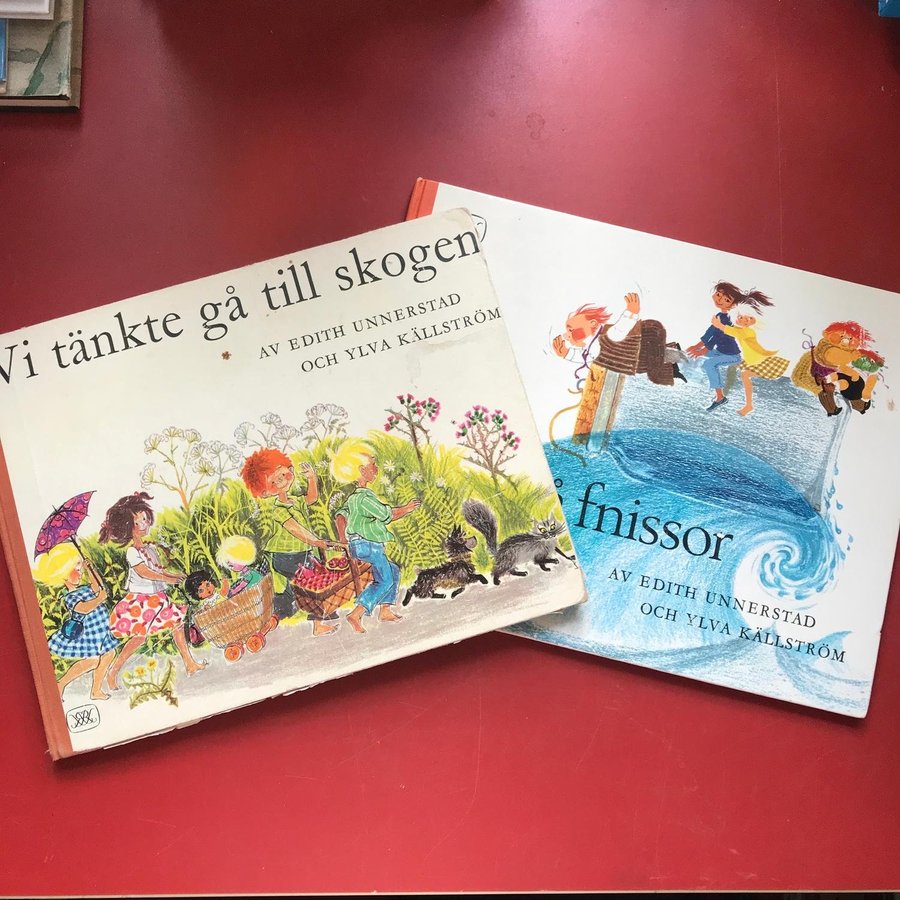 Vi tänkte gå till skogen
AV EDITH UNNERSTAD
OCH YLVA KÄLLSTRÖM
fnissor
AV EDITH UNNERSTAD
OCH YLVA KÄLLSTRÖM